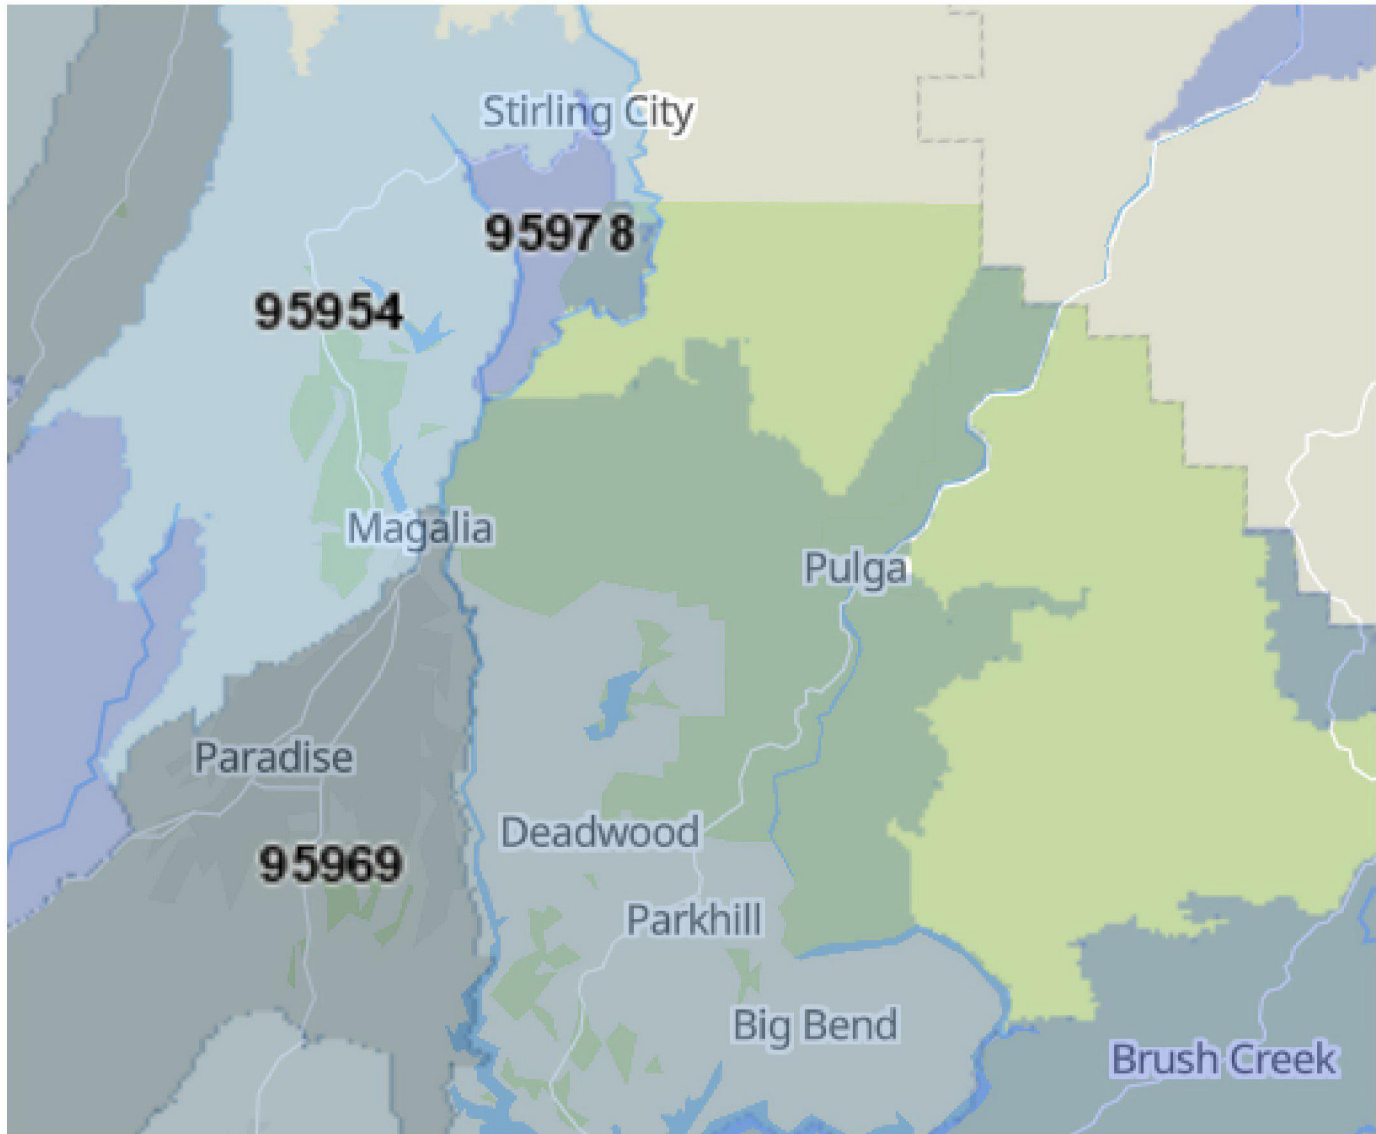 Stirling City
95978
95954
Magalia
Pulga
Paradise
Deadwood
95969
Parkhill
Big Bend
Brush Creek